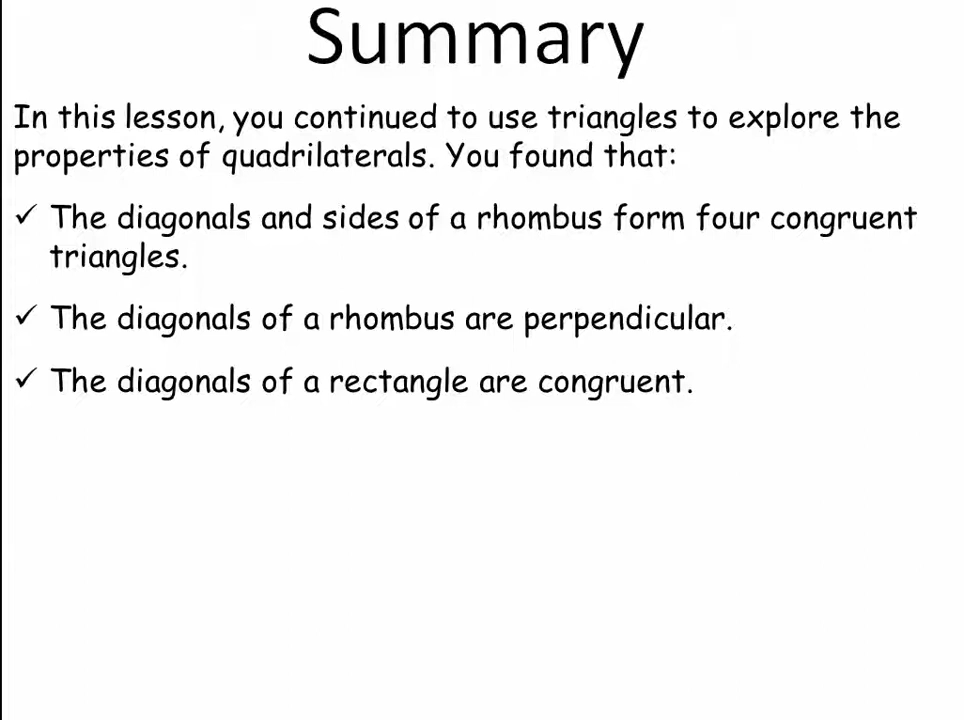 Summary
In this lesson, you continued to use triangles to explore the
properties of quadrilaterals. You found that:
✓ The diagonals and sides of a rhombus form four congruent
triangles.
✓ The diagonals of a rhombus are perpendicular.
✓ The diagonals of a rectangle are congruent.